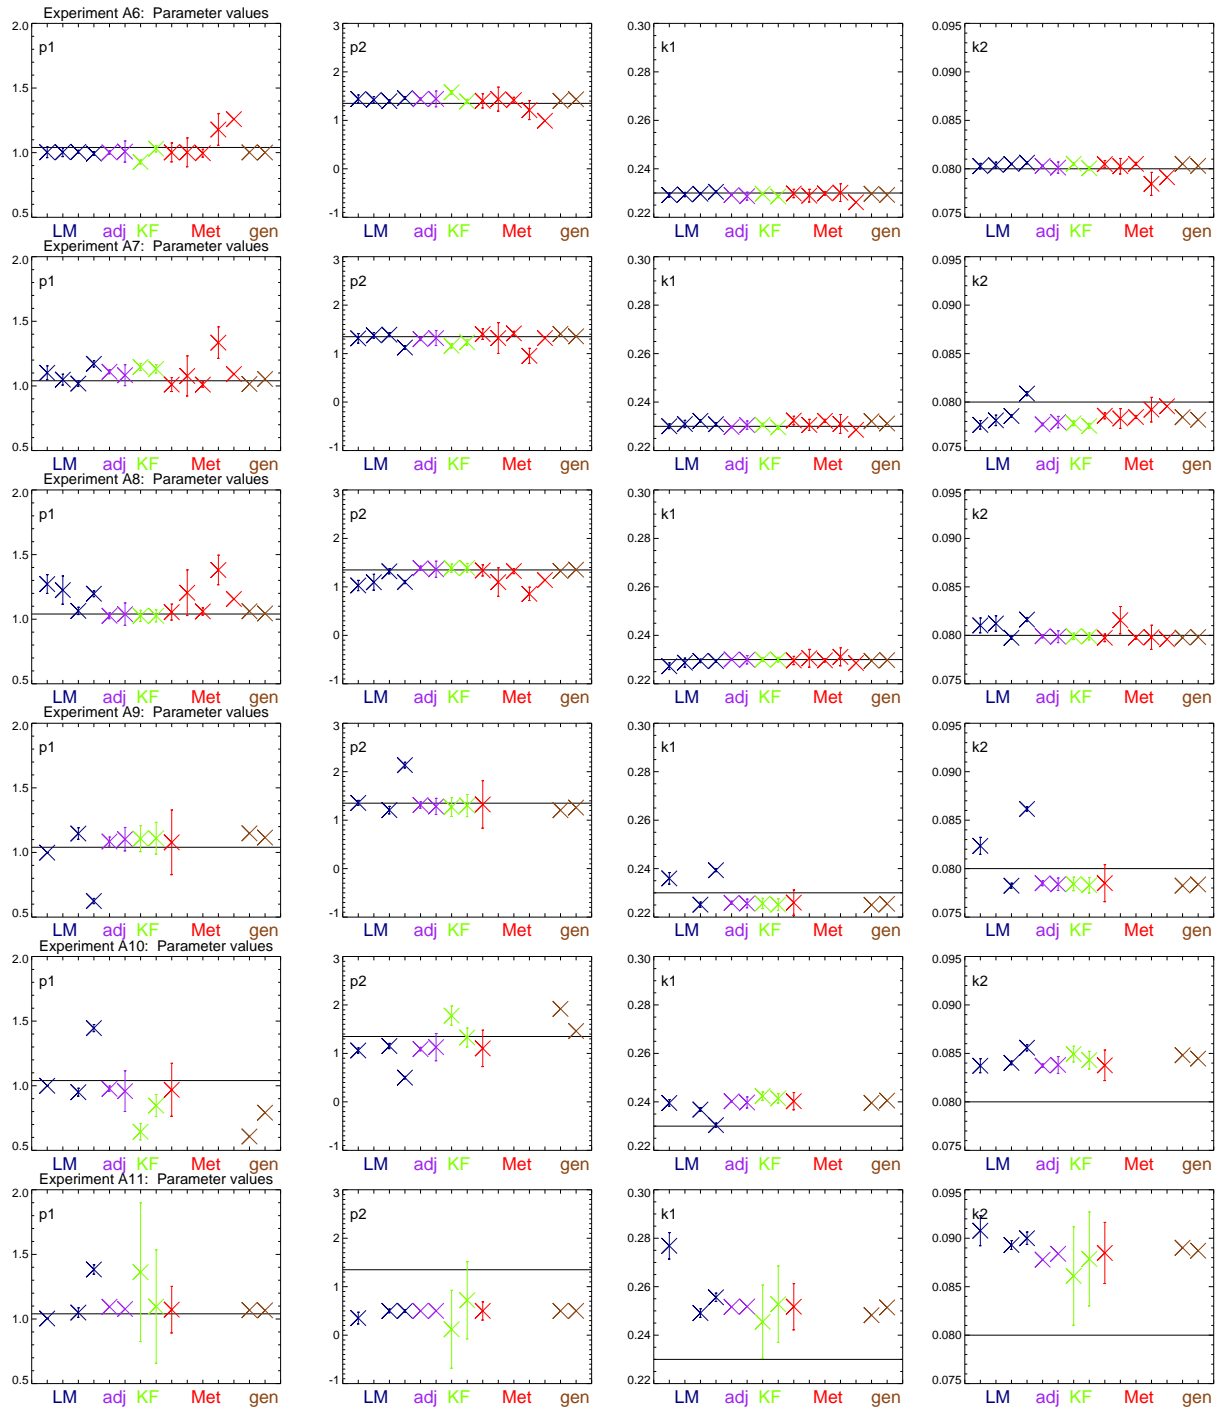 Experiment A6: Parameter values
2.0
p1
1.5
1.0
0.5
LM adj KF Met gen
3
p2
2
1
0
-1
LM adj KF Met gen
0.30
k1
0.28
0.26
0.24
0.22
LM adj KF Met gen
0.095
k2
0.090
0.085
0.080
0.075
LM adj KF Met gen
Experiment A7: Parameter values
2.0
p1
1.5
1.0
0.5
LM adj KF Met gen
3
p2
2
1
0
-1
LM adj KF Met gen
0.30
k1
0.28
0.26
0.24
0.22
LM adj KF Met gen
0.095
k2
0.090
0.085
0.080
0.075
LM adj KF Met gen
Experiment A8: Parameter values
2.0
p1
1.5
1.0
0.5
LM adj KF Met gen
3
p2
2
1
0
-1
LM adj KF Met gen
0.30
k1
0.28
0.26
0.24
0.22
LM adj KF Met gen
0.095
k2
0.090
0.085
0.080
0.075
LM adj KF Met gen
Experiment A9: Parameter values
2.0
p1
1.5
1.0
0.5
LM adj KF Met gen
3
p2
2
1
0
-1
LM adj KF Met gen
0.30
k1
0.28
0.26
0.24
0.22
LM adj KF Met gen
0.095
k2
0.090
0.085
0.080
0.075
LM adj KF Met gen
Experiment A10: Parameter values
2.0
p1
1.5
1.0
0.5
LM adj KF Met gen
3
p2
2
1
0
-1
LM adj KF Met gen
0.30
k1
0.28
0.26
0.24
0.22
LM adj KF Met gen
0.095
k2
0.090
0.085
0.080
0.075
LM adj KF Met gen
Experiment A11: Parameter values
2.0
p1
1.5
1.0
0.5
LM adj KF Met gen
3
p2
2
1
0
-1
LM adj KF Met gen
0.30
k1
0.28
0.26
0.24
0.22
LM adj KF Met gen
0.095
k2
0.090
0.085
0.080
0.075
LM adj KF Met gen